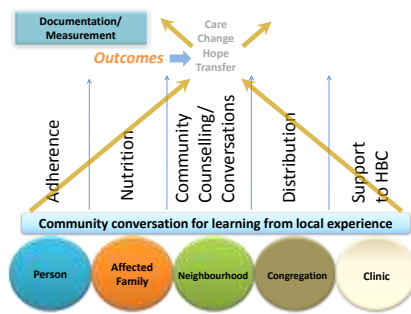 Documentation/
Measurement
Outcomes
Care
Change
Hope
Transfer
Adherence
Nutrition
Community
Counselling/
Conversations
Distribution
Support
to HBC
Community conversation for learning from local experience
Person
Affected
Family
Neighbourhood
Congregation
Clinic